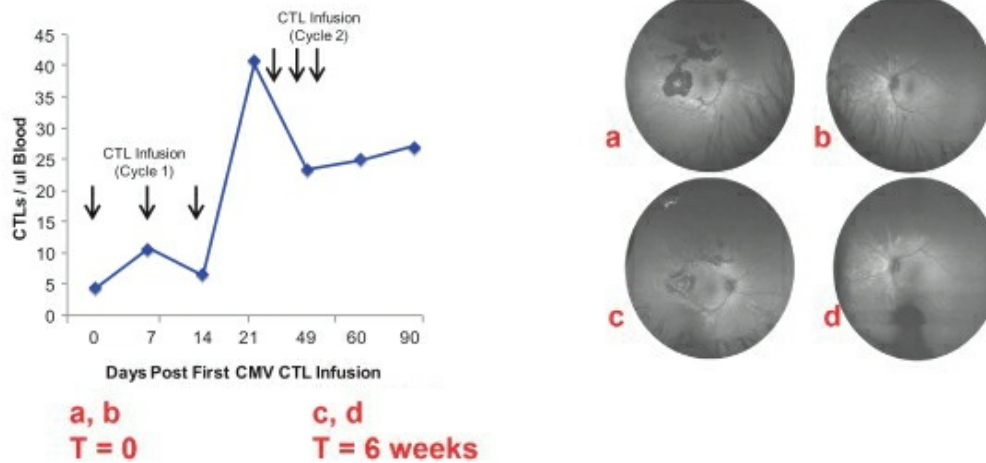 CTL Infusion
(Cycle 2)
45
40
35
30
25
20
15
10
5
0
CTLs / ul Blood
CTL Infusion
(Cycle 1)
0 7 14 21 49 60 90
Days Post First CMV CTL Infusion
a, b
T = 0
c, d
T = 6 weeks
a
b
c
d